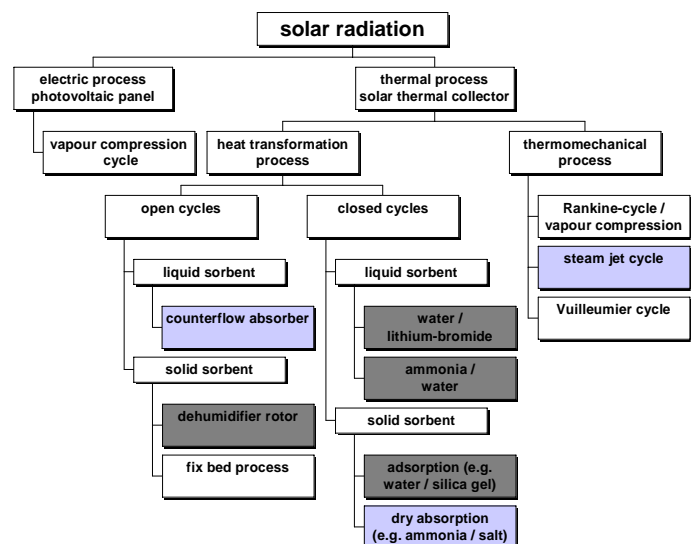 solar radiation
electric process
photovoltaic panel
thermal process
solar thermal collector
vapour compression
cycle
heat transformation
process
thermomechanical
process
open cycles
closed cycles
Rankine-cycle /
vapour compression
steam jet cycle
Vuilleumier cycle
liquid sorbent
counterflow absorber
solid sorbent
dehumidifier rotor
fix bed process
liquid sorbent
water /
lithium-bromide
ammonia /
water
solid sorbent
adsorption (e.g.
water / silica gel)
dry absorption
(e.g. ammonia / salt)